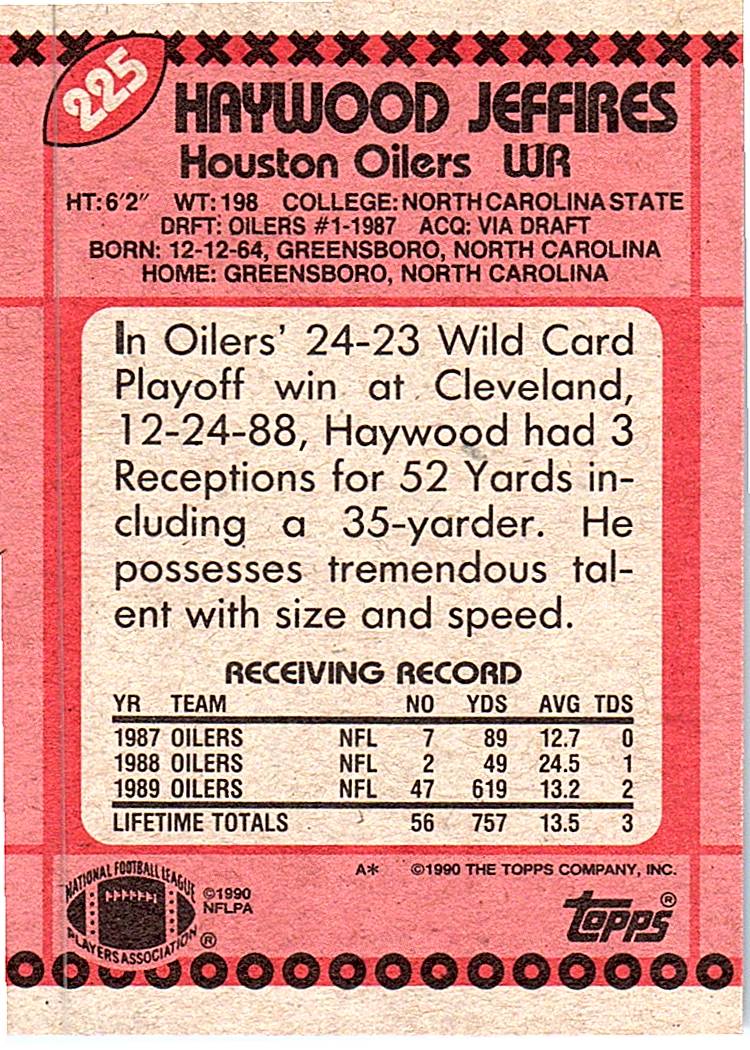 225
HAYWOOD JEFFIRES
Houston Oilers WR
HT: 6'2" WT: 198 COLLEGE: NORTH CAROLINA STATE
DRFT: OILERS #1-1987 ACQ: VIA DRAFT
BORN: 12-12-64, GREENSBORO, NORTH CAROLINA
HOME: GREENSBORO, NORTH CAROLINA
In Oilers' 24-23 Wild Card
Playoff win at Cleveland,
12-24-88, Haywood had 3
Receptions for 52 Yards in-
cluding a 35-yarder. He
possesses tremendous tal-
ent with size and speed.
RECEIVING RECORD
YR TEAM NO YDS AVG TDS
1987 OILERS NFL 7 89 12.7 0
1988 OILERS NFL 2 49 24.5 1
1989 OILERS NFL 47 619 13.2 2
LIFETIME TOTALS 56 757 13.5 3
A* ©1990 THE TOPPS COMPANY, INC.
NATIONAL FOOTBALL LEAGUE
PLAYERS ASSOCIATION ®
©1990
NFLPA
topps ®